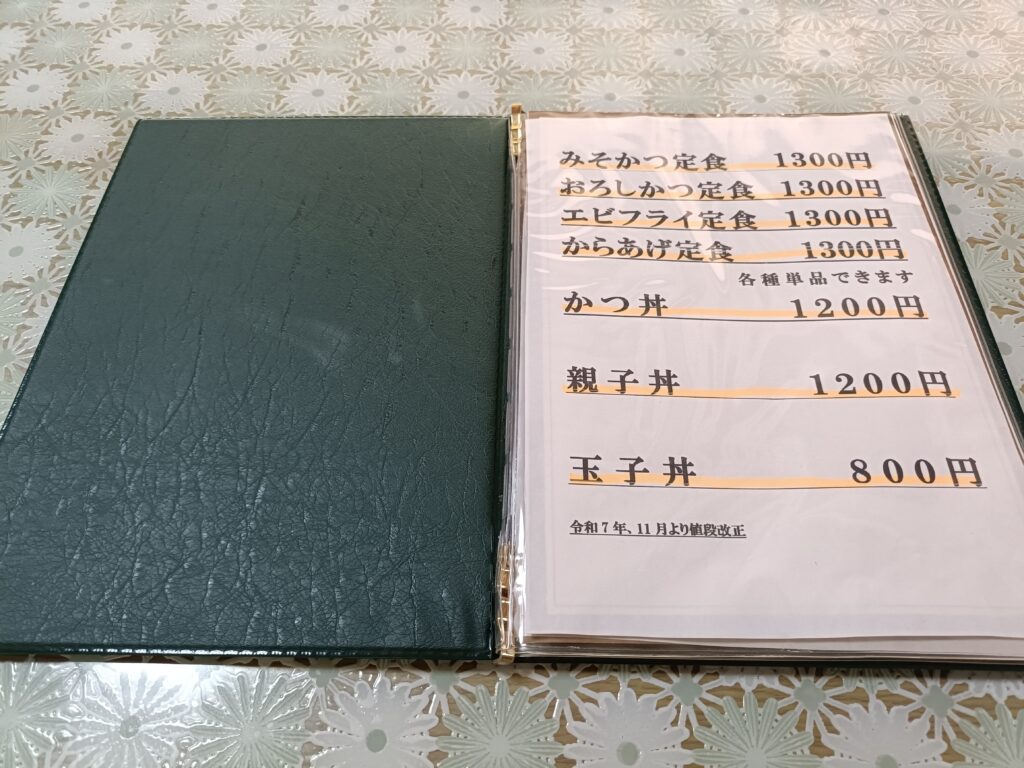 みそかつ定食 1300円
おろしかつ定食 1300円
エビフライ定食 1300円
からあげ定食 1300円
各種単品できます
かつ丼 1200円
親子丼 1200円
玉子丼 800円
令和7年、11月より値段改正